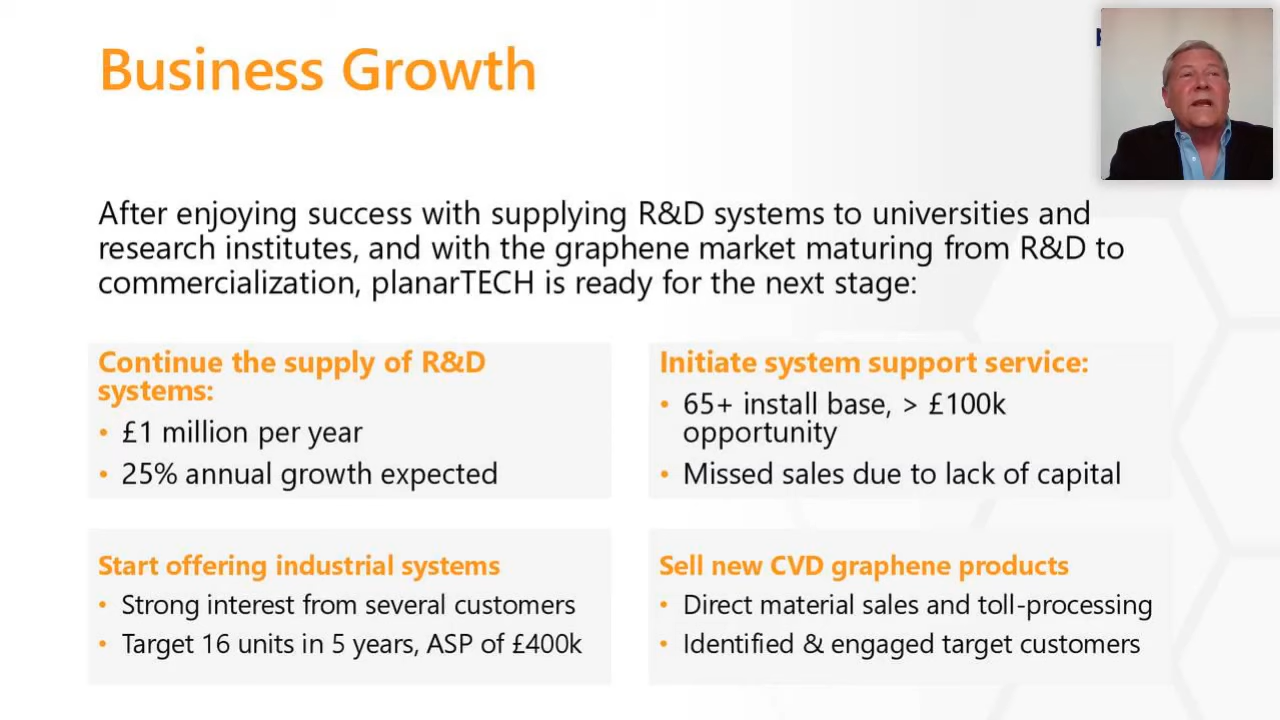 Business Growth
After enjoying success with supplying R&D systems to universities and
research institutes, and with the graphene market maturing from R&D to
commercialization, planarTECH is ready for the next stage:
Continue the supply of R&D
systems:
• £1 million per year
• 25% annual growth expected
Initiate system support service:
• 65+ install base, > £100k
opportunity
• Missed sales due to lack of capital
Start offering industrial systems
• Strong interest from several customers
• Target 16 units in 5 years, ASP of £400k
Sell new CVD graphene products
• Direct material sales and toll-processing
• Identified & engaged target customers